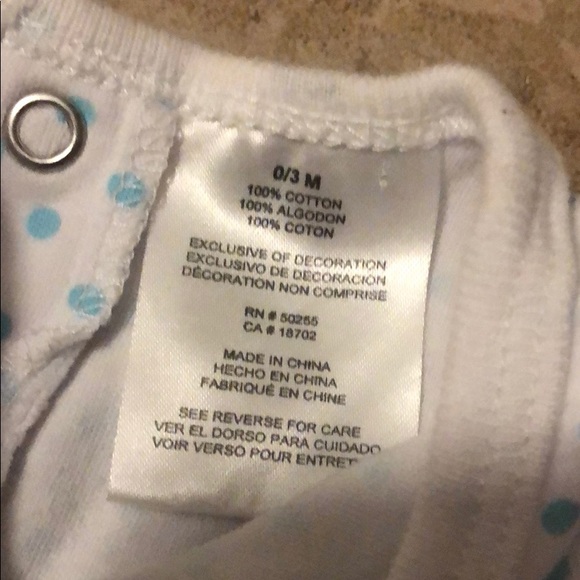 0/3 M
100% COTTON
100% ALGODON
100% COTON
EXCLUSIVE OF DECORATION
EXCLUSIVO DE DECORACIÓN
DÉCORATION NON COMPRISE
RN # 50255
CA # 18702
MADE IN CHINA
HECHO EN CHINA
FABRIQUÉ EN CHINE
SEE REVERSE FOR CARE
VER EL DORSO PARA CUIDADO
VOIR VERSO POUR